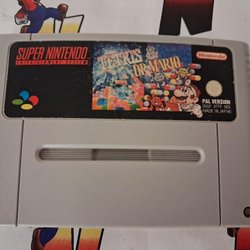 SUPER NINTENDO
ENTERTAINMENT SYSTEM
TETRIS &
DR.MARIO
Nintendo
PAL VERSION
MADE IN JAPAN